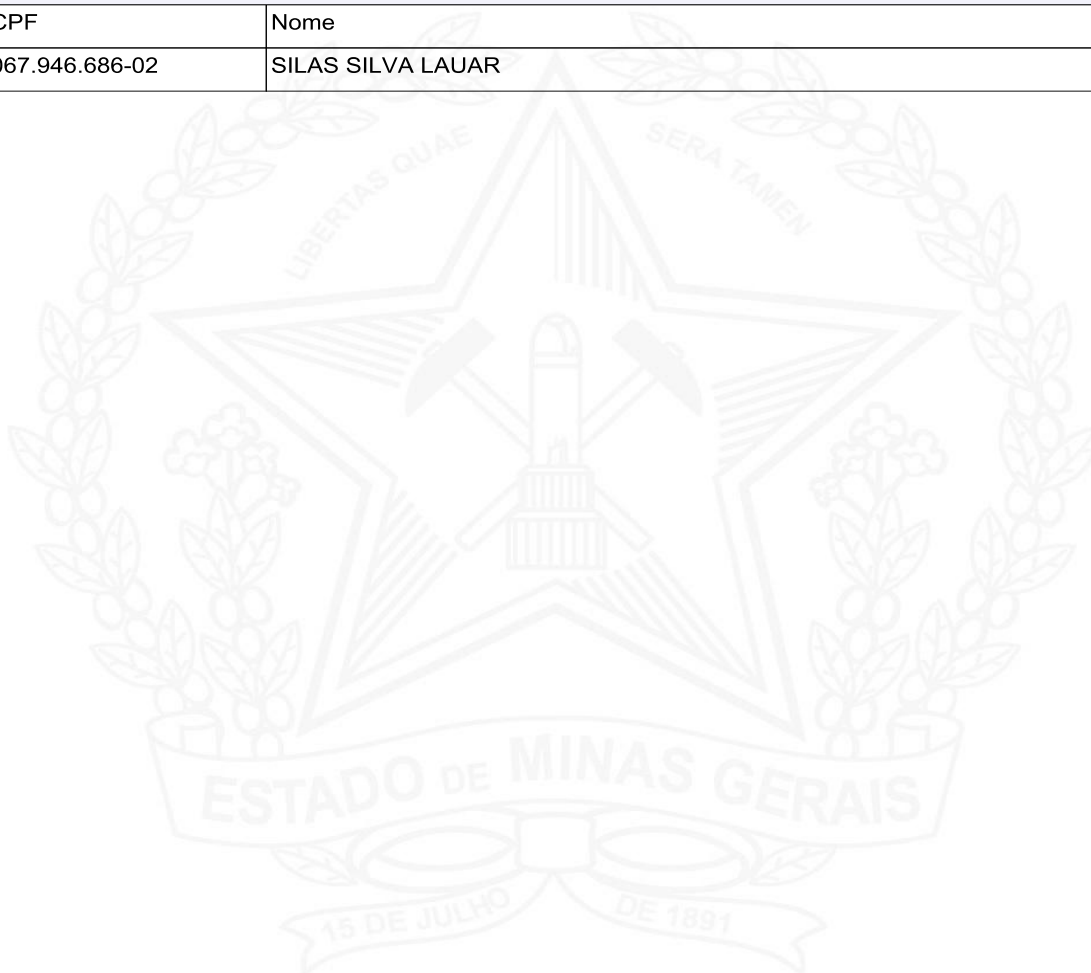 CPF Nome
067.946.686-02 SILAS SILVA LAUAR
LIBERTAS QUAE SERA TAMEN
ESTADO DE MINAS GERAIS
15 DE JULHO DE 1891